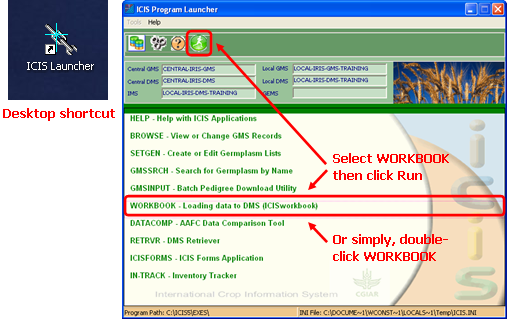 ICIS Launcher
Desktop shortcut
ICIS Program Launcher
Tools Help
Central GMS CENTRAL-IRIS-GMS Local GMS LOCAL-IRIS-GMS-TRAINING
Central DMS CENTRAL-IRIS-DMS Local DMS LOCAL-IRIS-DMS-TRAINING
IMS LOCAL-IRIS-DMS-TRAINING GEMS
HELP - Help with ICIS Applications
BROWSE - View or Change GMS Records
SETGEN - Create or Edit Germplasm Lists
GMSSRCH - Search for Germplasm by Name
GMSINPUT - Batch Pedigree Download Utility
WORKBOOK - Loading data to DMS (ICISworkbook)
DATACOMP - AAFC Data Comparison Tool
RETRVR - DMS Retriever
ICISFORMS - ICIS Forms Application
IN-TRACK - Inventory Tracker
Select WORKBOOK
then click Run
Or simply, double-
click WORKBOOK
icis
International Crop Information System
CGIAR
Program Path: C:\ICIS5\EXES\ INI File: C:\DOCUME~1\WCONST~1\LOCALS~1\Temp\ICIS.INI